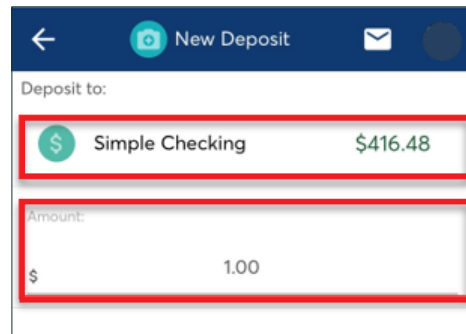 New Deposit
Deposit to:
$ Simple Checking $416.48
Amount:
$ 1.00